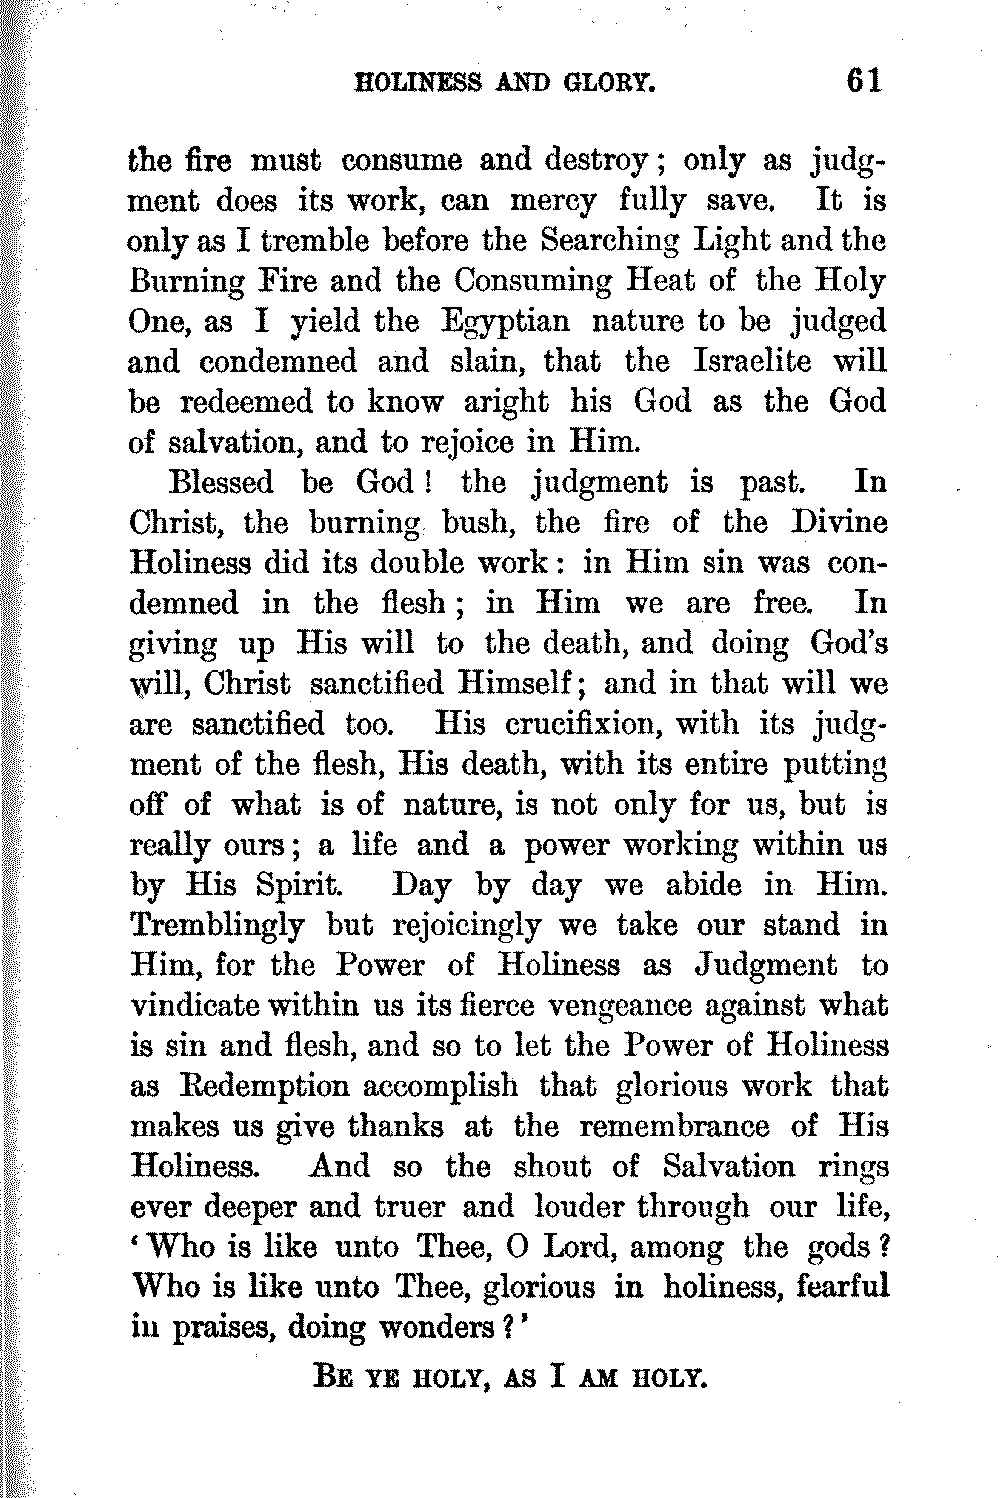 HOLINESS AND GLORY. 61
the fire must consume and destroy; only as judg-
ment does its work, can mercy fully save. It is
only as I tremble before the Searching Light and the
Burning Fire and the Consuming Heat of the Holy
One, as I yield the Egyptian nature to be judged
and condemned and slain, that the Israelite will
be redeemed to know aright his God as the God
of salvation, and to rejoice in Him.
Blessed be God! the judgment is past. In
Christ, the burning bush, the fire of the Divine
Holiness did its double work: in Him sin was con-
demned in the flesh; in Him we are free. In
giving up His will to the death, and doing God's
will, Christ sanctified Himself; and in that will we
are sanctified too. His crucifixion, with its judg-
ment of the flesh, His death, with its entire putting
off of what is of nature, is not only for us, but is
really ours; a life and a power working within us
by His Spirit. Day by day we abide in Him.
Tremblingly but rejoicingly we take our stand in
Him, for the Power of Holiness as Judgment to
vindicate within us its fierce vengeance against what
is sin and flesh, and so to let the Power of Holiness
as Redemption accomplish that glorious work that
makes us give thanks at the remembrance of His
Holiness. And so the shout of Salvation rings
ever deeper and truer and louder through our life,
'Who is like unto Thee, O Lord, among the gods?
Who is like unto Thee, glorious in holiness, fearful
in praises, doing wonders?'
BE YE HOLY, AS I AM HOLY.